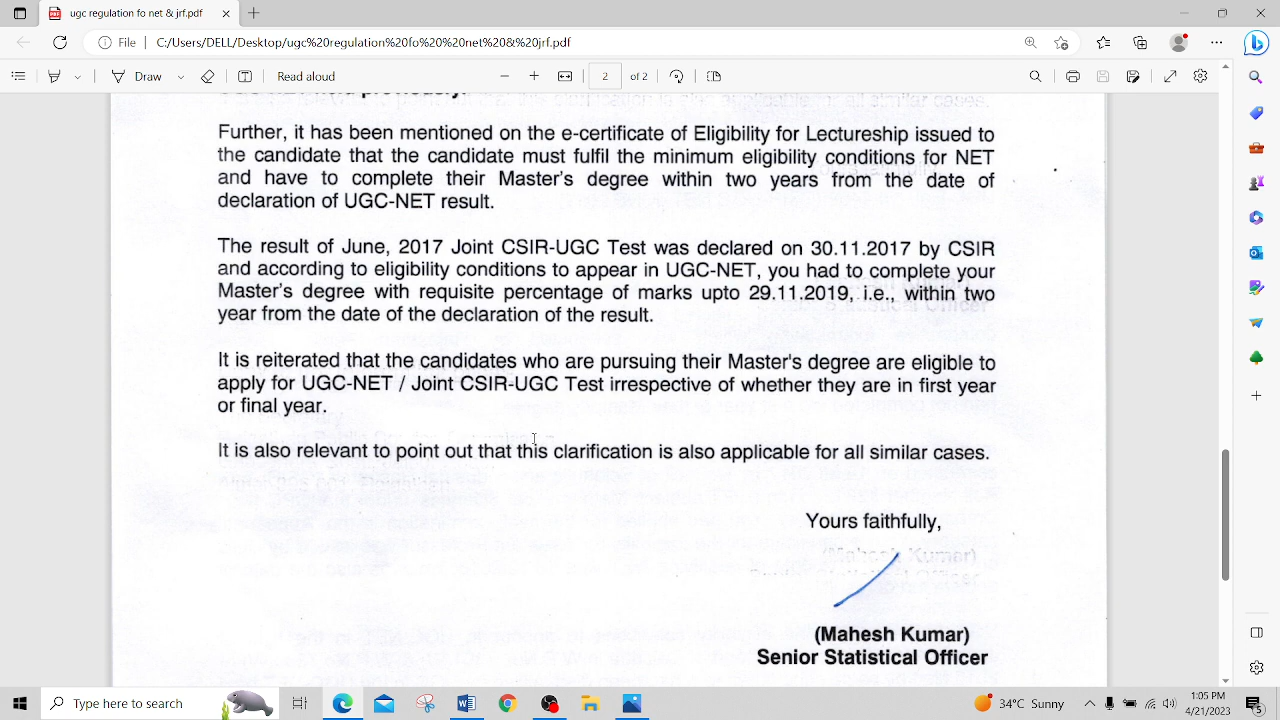 ugc regulation fo net & jrf.pdf
File C:/Users/DELL/Desktop/ugc%20regulation%20fo%20%20net%20&%20jrf.pdf
Draw Read aloud 2 of 2
previously.
Further, it has been mentioned on the e-certificate of Eligibility for Lectureship issued to
the candidate that the candidate must fulfil the minimum eligibility conditions for NET
and have to complete their Master's degree within two years from the date of
declaration of UGC-NET result.
The result of June, 2017 Joint CSIR-UGC Test was declared on 30.11.2017 by CSIR
and according to eligibility conditions to appear in UGC-NET, you had to complete your
Master's degree with requisite percentage of marks upto 29.11.2019, i.e., within two
year from the date of the declaration of the result.
It is reiterated that the candidates who are pursuing their Master's degree are eligible to
apply for UGC-NET / Joint CSIR-UGC Test irrespective of whether they are in first year
or final year.
It is also relevant to point out that this clarification is also applicable for all similar cases.
Yours faithfully,
(Mahesh Kumar)
Senior Statistical Officer
Type here to search
34°C Sunny
1:05 PM
4/21/2023
5